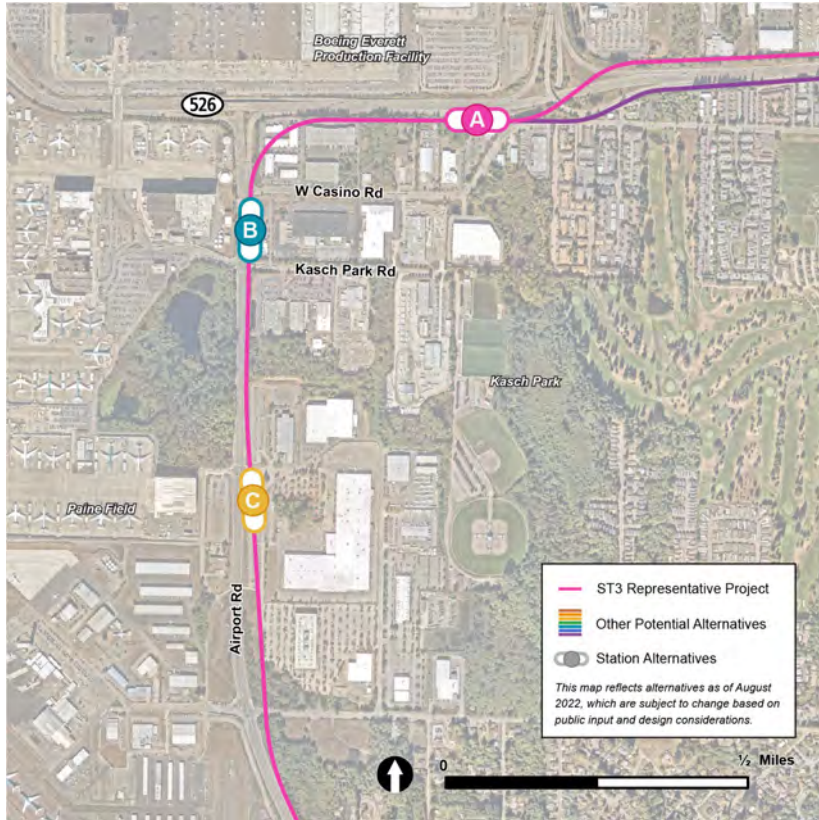 Boeing Everett
Production Facility
526
A
W Casino Rd
B
Kasch Park Rd
Kasch Park
C
Paine Field
Airport Rd
ST3 Representative Project
Other Potential Alternatives
Station Alternatives
This map reflects alternatives as of August
2022, which are subject to change based on
public input and design considerations.
0
½ Miles